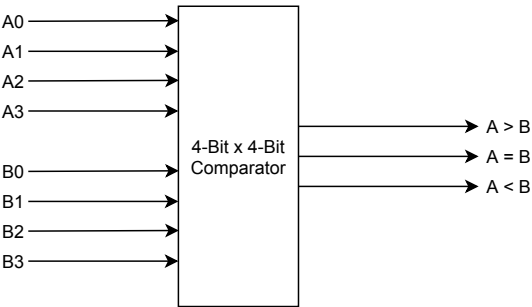 A0
A1
A2
A3
B0
B1
B2
B3
4-Bit x 4-Bit
Comparator
A > B
A = B
A < B